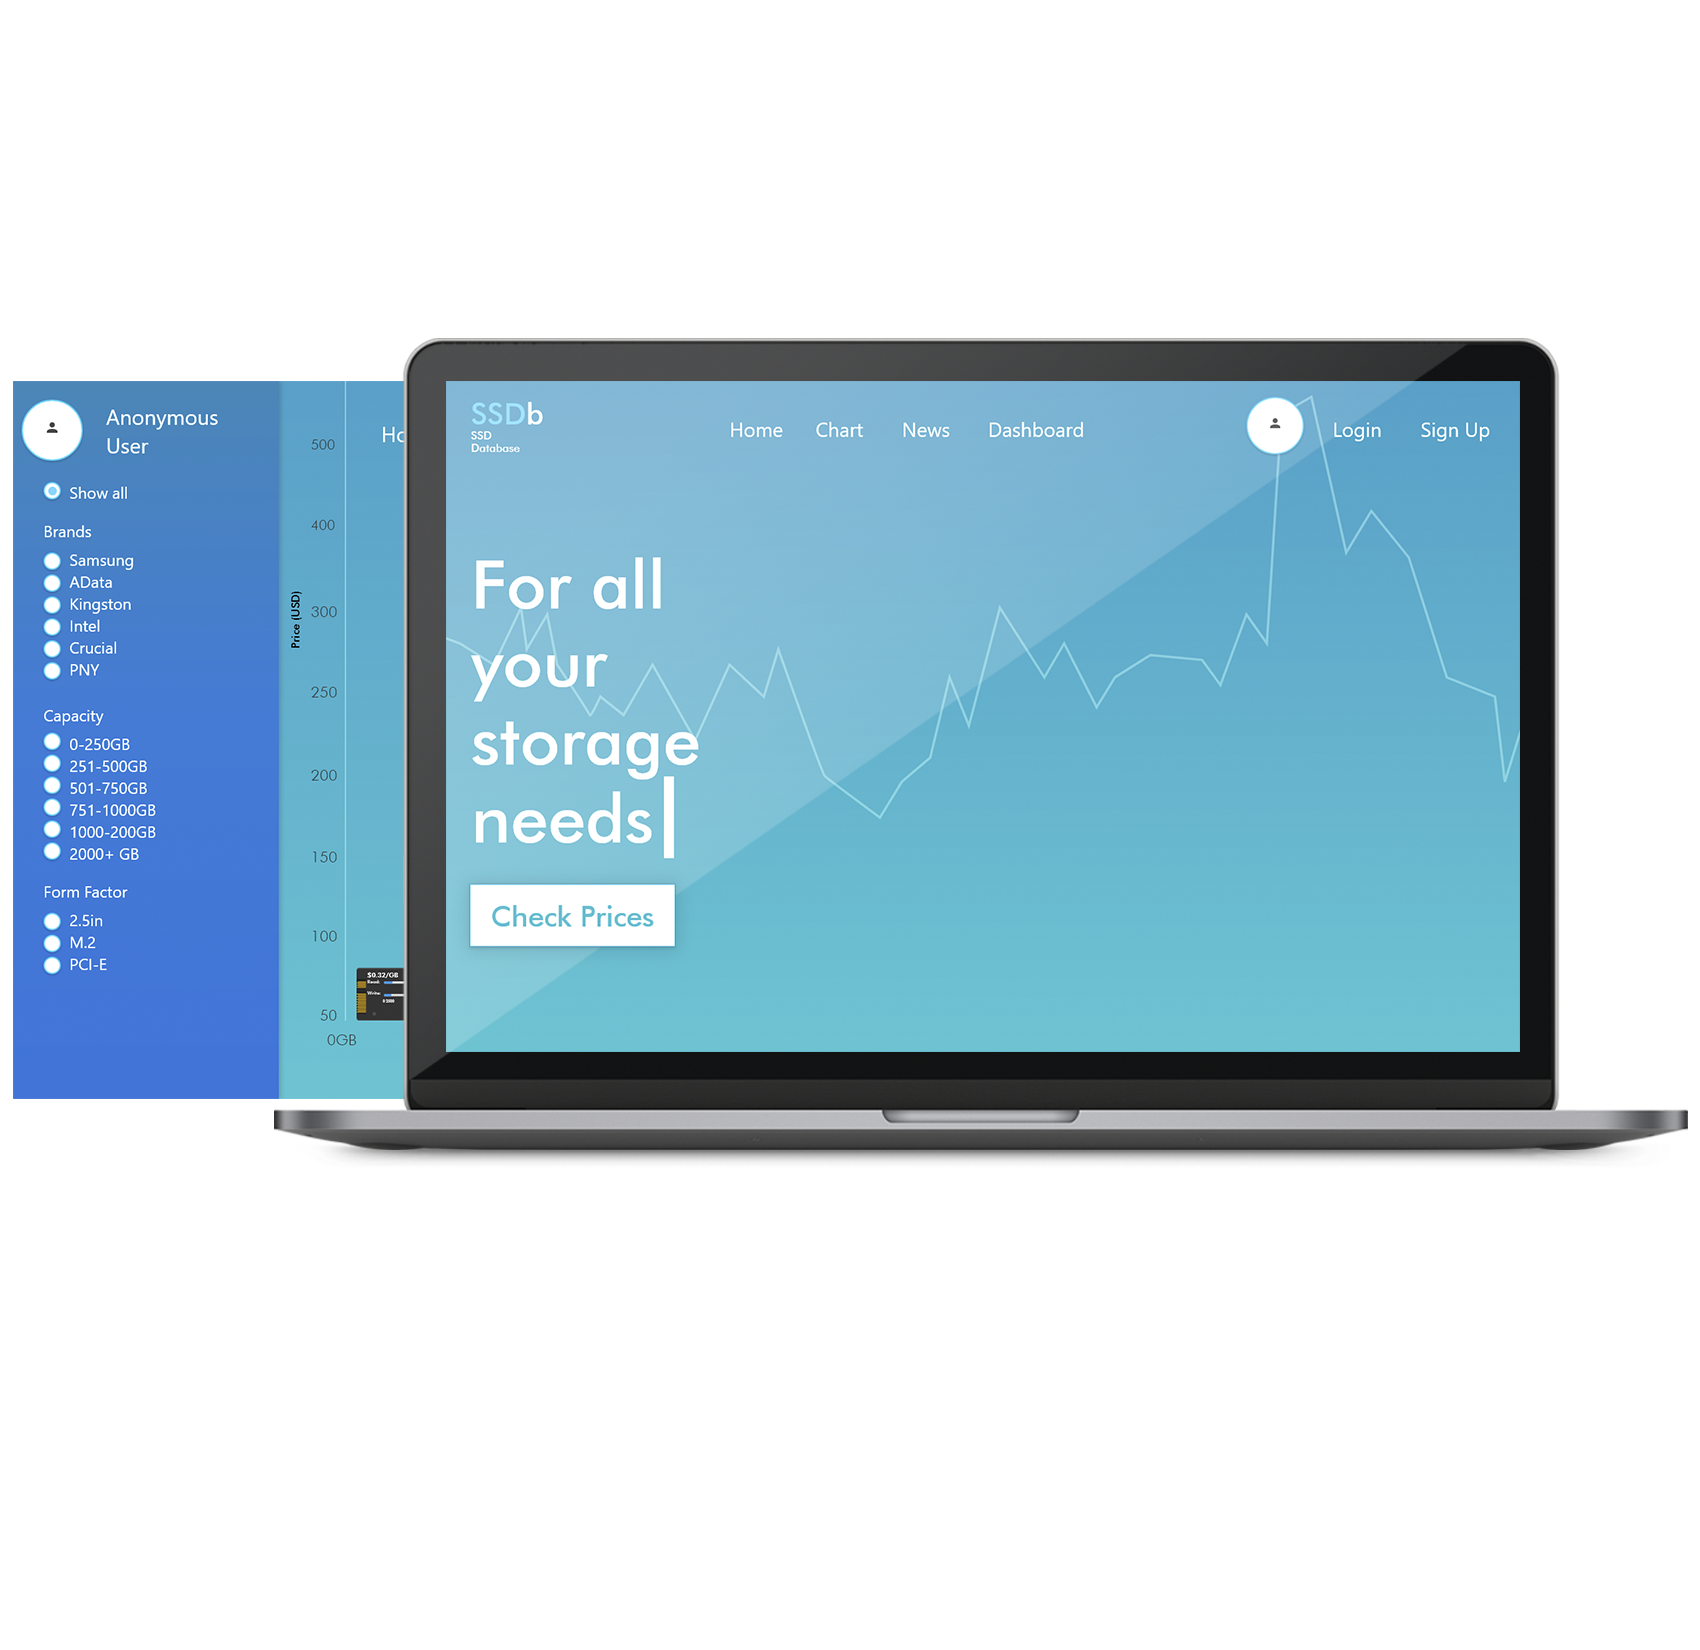 Anonymous
User
Show all
Brands
Samsung
AData
Kingston
Intel
Crucial
PNY
Capacity
0-250GB
251-500GB
501-750GB
751-1000GB
1000-200GB
2000+ GB
Form Factor
2.5in
M.2
PCI-E
Price (USD)
500
400
300
250
200
150
100
50
0GB
$0.32/GB
Read:
Write:
SSDb
SSD
Database
Home
Chart
News
Dashboard
Login
Sign Up
For all
your
storage
needs
Check Prices